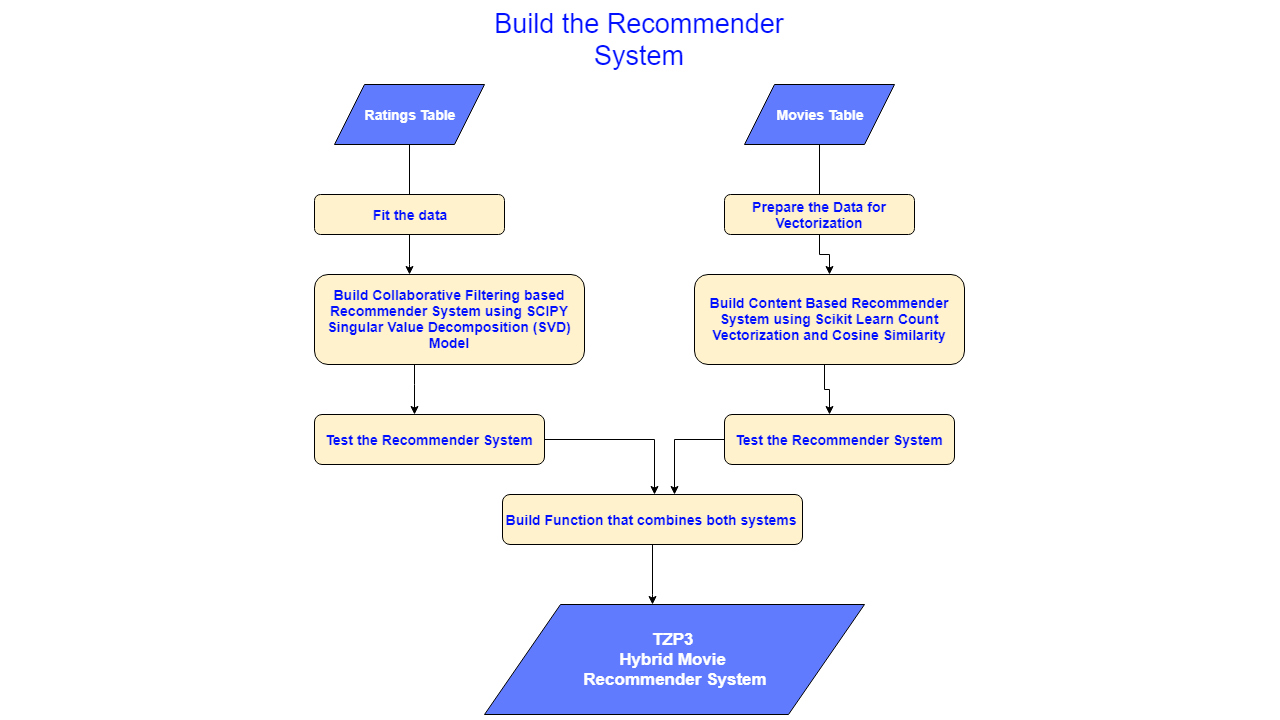 Build the Recommender
System
Ratings Table
Movies Table
Fit the data
Prepare the Data for
Vectorization
Build Collaborative Filtering based
Recommender System using SCIPY
Singular Value Decomposition (SVD)
Model
Build Content Based Recommender
System using Scikit Learn Count
Vectorization and Cosine Similarity
Test the Recommender System
Test the Recommender System
Build Function that combines both systems
TZP3
Hybrid Movie
Recommender System